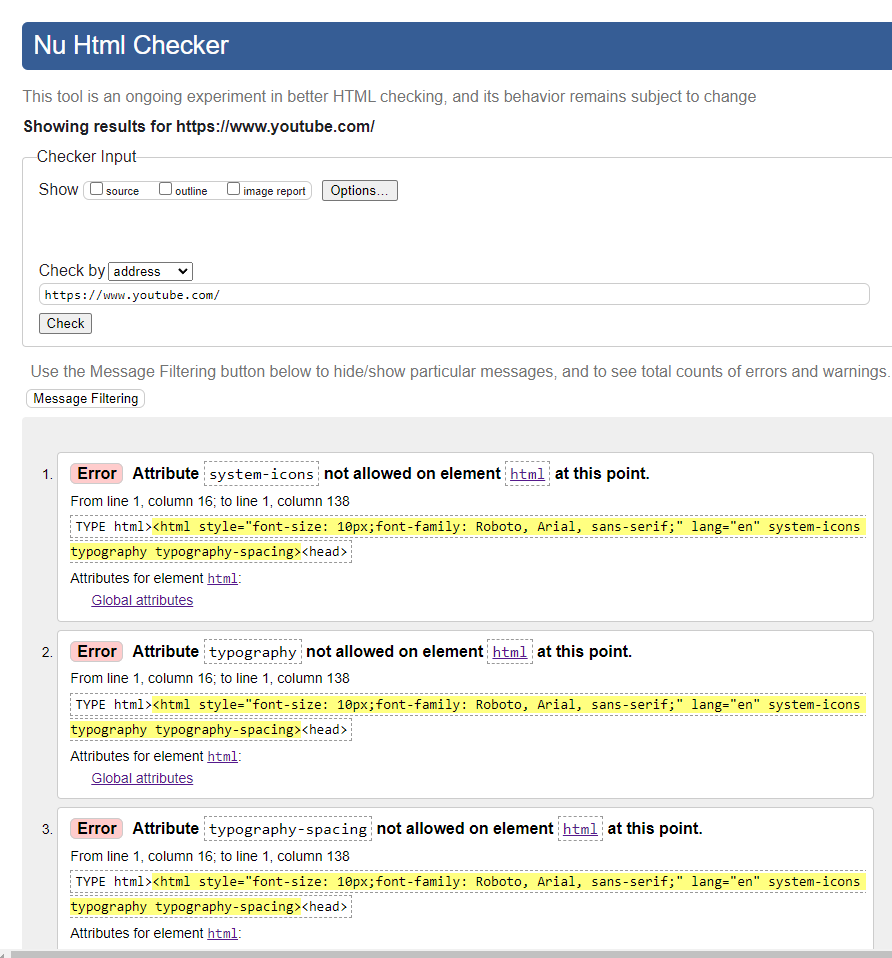 Nu Html Checker
This tool is an ongoing experiment in better HTML checking, and its behavior remains subject to change
Showing results for https://www.youtube.com/
Checker Input
Show source outline image report Options...
Check by address
https://www.youtube.com/
Check
Use the Message Filtering button below to hide/show particular messages, and to see total counts of errors and warnings.
Message Filtering
1. Error Attribute system-icons not allowed on element html at this point.
From line 1, column 16; to line 1, column 138
TYPE html><html style="font-size: 10px;font-family: Roboto, Arial, sans-serif;" lang="en" system-icons
typography typography-spacing><head>
Attributes for element html:
Global attributes
2. Error Attribute typography not allowed on element html at this point.
From line 1, column 16; to line 1, column 138
TYPE html><html style="font-size: 10px;font-family: Roboto, Arial, sans-serif;" lang="en" system-icons
typography typography-spacing><head>
Attributes for element html:
Global attributes
3. Error Attribute typography-spacing not allowed on element html at this point.
From line 1, column 16; to line 1, column 138
TYPE html><html style="font-size: 10px;font-family: Roboto, Arial, sans-serif;" lang="en" system-icons
typography typography-spacing><head>
Attributes for element html: